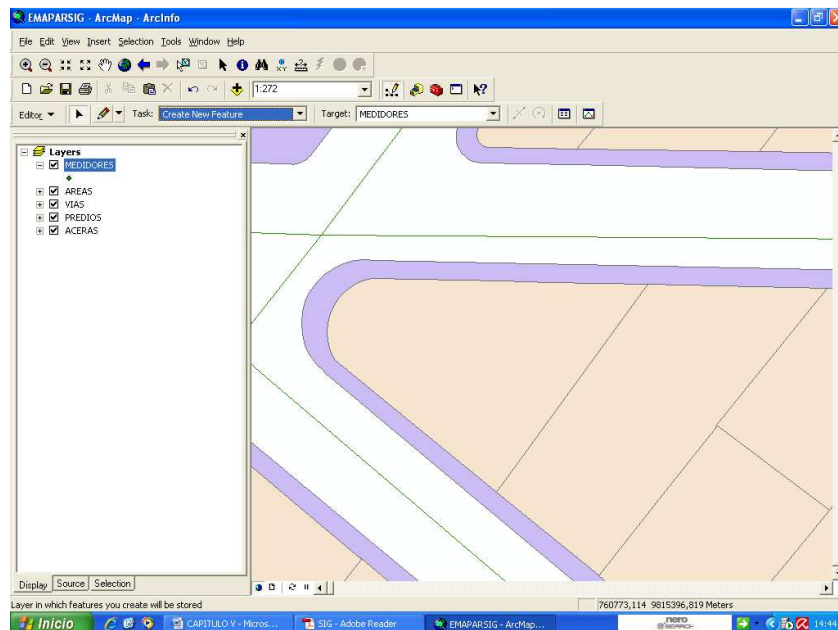 EMAPARSIG - ArcMap - ArcInfo
File Edit View Insert Selection Tools Window Help
1:272
Editor Task: Create New Feature Target: MEDIDORES
Layers
MEDIDORES
AREAS
VIAS
PREDIOS
ACERAS
Display Source Selection
Layer in which features you create will be stored
760773,114 9815396,819 Meters
Inicio CAPITULO V - Micros... SIG - Adobe Reader EMAPARSIG - ArcMap... nero SEARCH 14:44